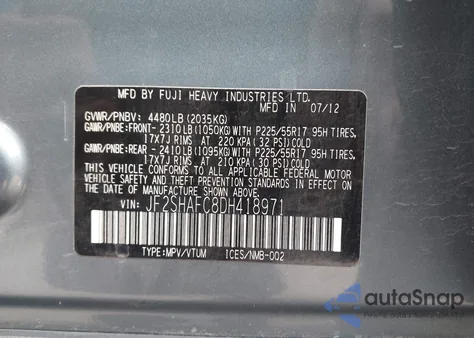 MFD BY FUJI HEAVY INDUSTRIES LTD.
MFD IN 07/12
GVWR/PNBV: 4480LB(2035KG)
GAWR/PNBE:FRONT- 2310LB(1050KG)WITH P225/55R17 95H TIRES,
17X7J RIMS, AT 220 KPA(32 PSI)COLD
GAWR/PNBE:REAR - 2410LB(1095KG)WITH P225/55R17 95H TIRES,
17X7J RIMS, AT 210 KPA(30 PSI)COLD
THIS VEHICLE CONFORMS TO ALL APPLICABLE
FEDERAL MOTOR VEHICLE SAFETY AND
THEFT PREVENTION STANDARDS IN EFFECT ON
THE DATE OF MANUFACTURE SHOWN ABOVE.
VIN: JF2SHAFC8DH418971
TYPE:MPV/VTUM ICES/NMB-002
autoSnap